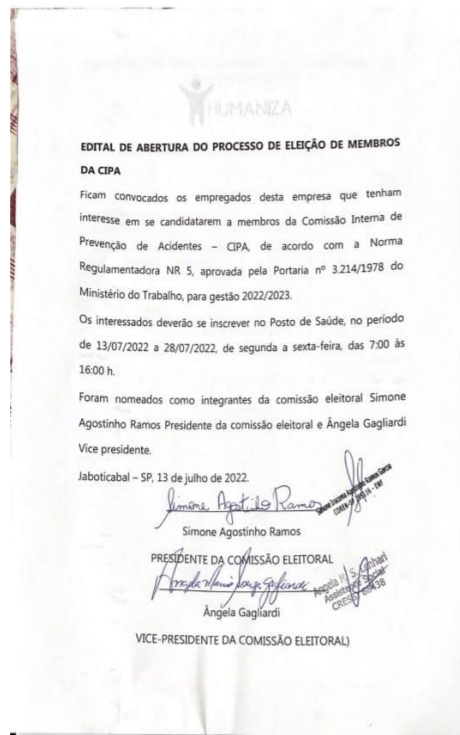 HUMANIZA
EDITAL DE ABERTURA DO PROCESSO DE ELEIÇÃO DE MEMBROS
DA CIPA
Ficam convocados os empregados desta empresa que tenham
interesse em se candidatarem a membros da Comissão Interna de
Prevenção de Acidentes – CIPA, de acordo com a Norma
Regulamentadora NR 5, aprovada pela Portaria nº 3.214/1978 do
Ministério do Trabalho, para gestão 2022/2023.
Os interessados deverão se inscrever no Posto de Saúde, no período
de 13/07/2022 a 28/07/2022, de segunda a sexta-feira, das 7:00 às
16:00 h.
Foram nomeados como integrantes da comissão eleitoral Simone
Agostinho Ramos Presidente da comissão eleitoral e Ângela Gagliardi
Vice presidente.
Jaboticabal – SP, 13 de julho de 2022.
Simone Agostinho Ramos
Simone Agostinho Ramos
PRESIDENTE DA COMISSÃO ELEITORAL
Angela M. S.
Assistente Social
CRESS
Ângela Gagliardi
VICE-PRESIDENTE DA COMISSÃO ELEITORAL)